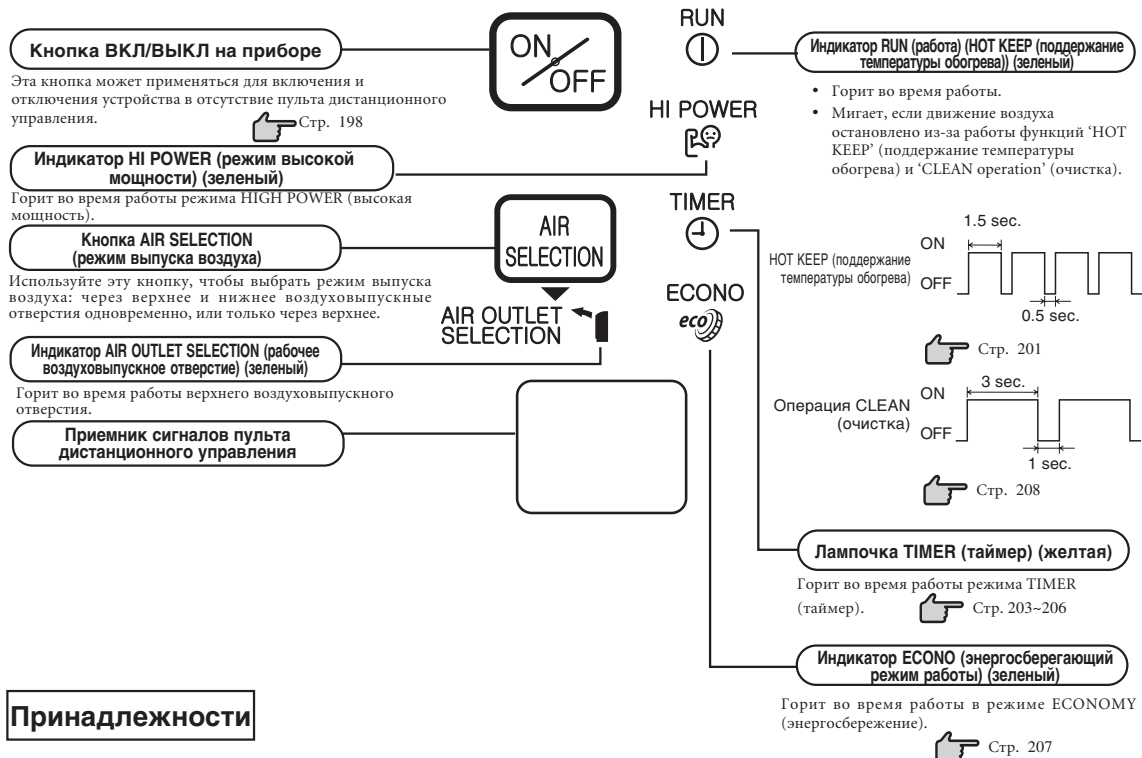 Кнопка ВКЛ/ВЫКЛ на приборе
Эта кнопка может применяться для включения и
отключения устройства в отсутствие пульта дистанционного
управления.
Стр. 198
Индикатор HI POWER (режим высокой
мощности) (зеленый)
Горит во время работы режима HIGH POWER (высокая
мощность).
Кнопка AIR SELECTION
(режим выпуска воздуха)
Используйте эту кнопку, чтобы выбрать режим выпуска
воздуха: через верхнее и нижнее воздуховыпускные
отверстия одновременно, или только через верхнее.
Индикатор AIR OUTLET SELECTION (рабочее
воздуховыпускное отверстие) (зеленый)
Горит во время работы верхнего воздуховыпускного
отверстия.
Приемник сигналов пульта
дистанционного управления
ON
OFF
AIR
SELECTION
AIR OUTLET
SELECTION
RUN
HI POWER
TIMER
ECONO
eco
Индикатор RUN (работа) (HOT KEEP (поддержание
температуры обогрева)) (зеленый)
• Горит во время работы.
• Мигает, если движение воздуха
остановлено из-за работы функций ‘HOT
KEEP’ (поддержание температуры
обогрева) и ‘CLEAN operation’ (очистка).
1.5 sec.
HOT KEEP (поддержание
температуры обогрева)
ON
OFF
0.5 sec.
Стр. 201
3 sec.
Операция CLEAN
(очистка)
ON
OFF
1 sec.
Стр. 208
Лампочка TIMER (таймер) (желтая)
Горит во время работы режима TIMER
(таймер).
Стр. 203~206
Индикатор ECONO (энергосберегающий
режим работы) (зеленый)
Горит во время работы в режиме ECONOMY
(энергосбережение).
Стр. 207
Принадлежности